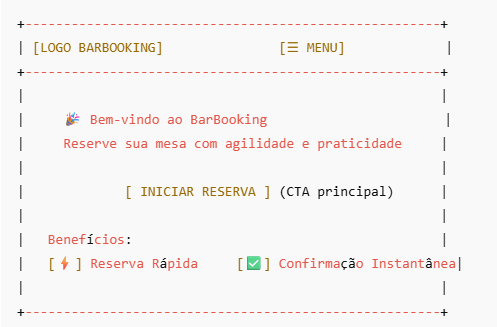 +----------------------------------------------------+
| [LOGO BARBOOKING] [☰ MENU] |
+----------------------------------------------------+
| |
| 🎉 Bem-vindo ao BarBooking |
| Reserve sua mesa com agilidade e praticidade |
| |
| [ INICIAR RESERVA ] (CTA principal) |
| |
| Benefícios: |
| [⚡] Reserva Rápida [✅] Confirmação Instantânea|
| |
+----------------------------------------------------+